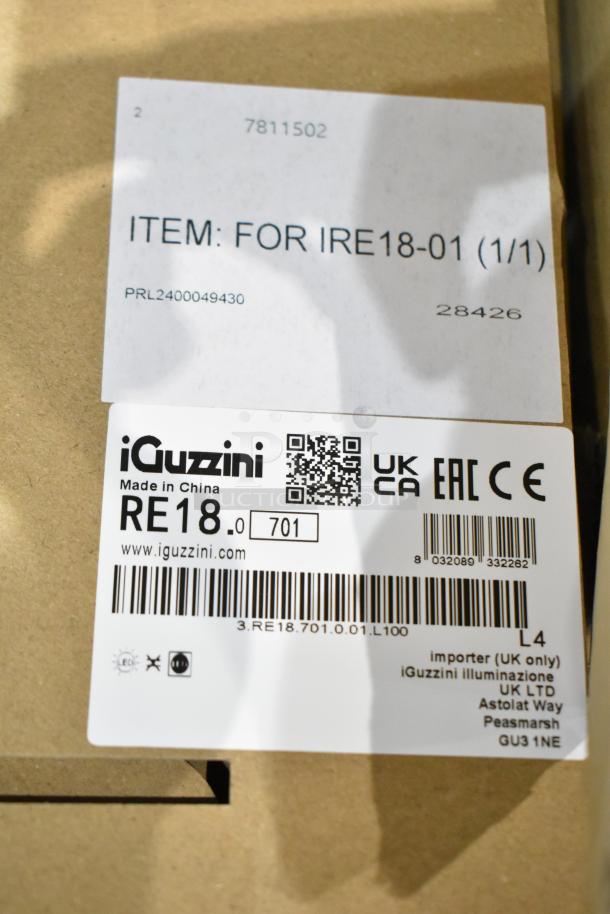 2
7811502
ITEM: FOR IRE18-01 (1/1)
PRL2400049430
28426
iGuzzini
Made in China
RE18.0 701
www.iguzzini.com
UK
CA
EAC CE
8 032089 332262
3.RE18.701.0.01.L100
L4
LED
importer (UK only)
iGuzzini illuminazione
UK LTD
Astolat Way
Peasmarsh
GU3 1NE